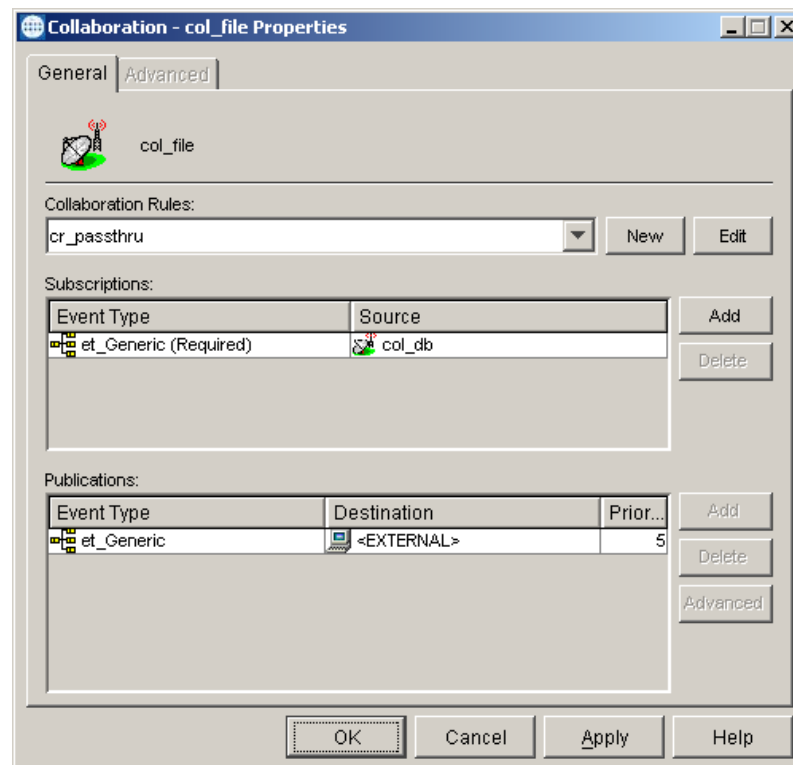 Collaboration - col_file Properties
General Advanced
col_file
Collaboration Rules:
cr_passthru New Edit
Subscriptions:
Event Type Source Add
et_Generic (Required) col_db
Delete
Publications:
Event Type Destination Prior... Add
et_Generic <EXTERNAL> 5
Delete
Advanced
OK Cancel Apply Help